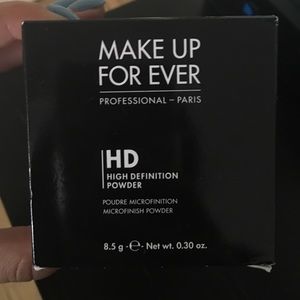 MAKE UP
FOR EVER
PROFESSIONAL – PARIS
HD
HIGH DEFINITION
POWDER
POUDRE MICROFINITION
MICROFINISH POWDER
8.5 g -℮- Net wt. 0.30 oz.